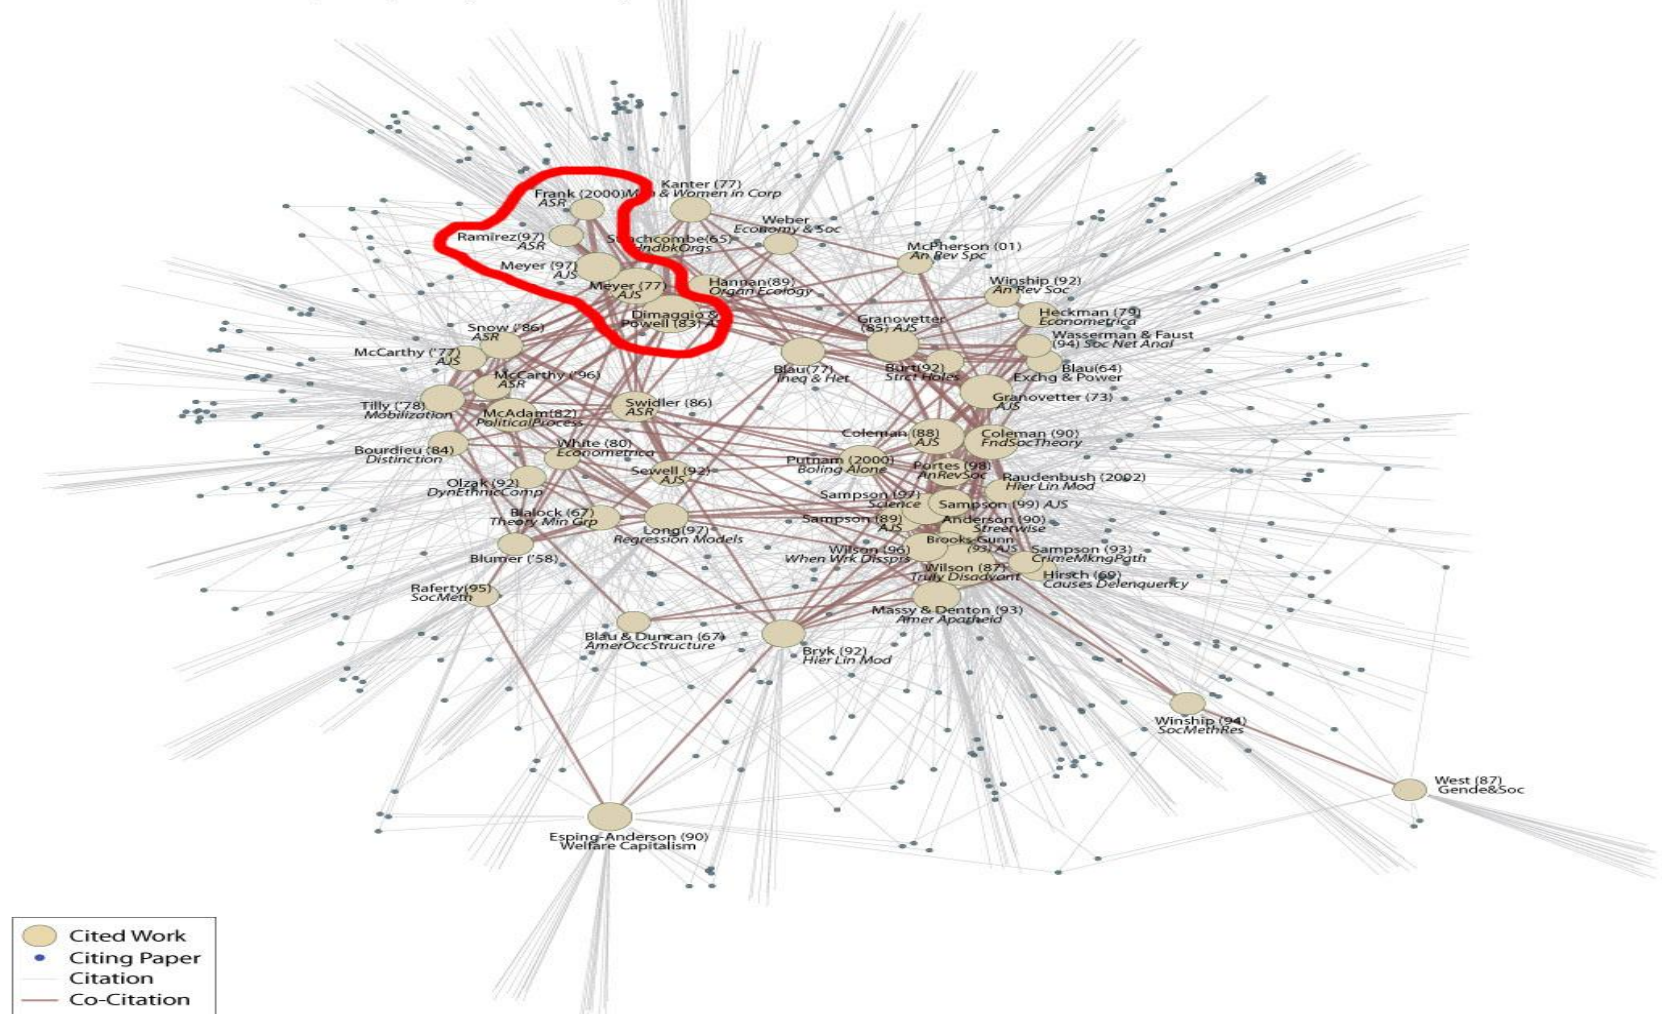 Frank (2000)
ASR
Kanter (77)
Men & Women in Corp
Weber
Economy & Soc
Ramirez(97)
ASR
Stinchcombe(65)
HndbkOrgs
McPherson (01)
An Rev Spc
Meyer (97)
AJS
Meyer (77)
AJS
Hannan(89)
Organ Ecology
Winship (92)
An Rev Soc
Dimaggio &
Powell (83)
Granovetter
(85) AJS
Heckman (79)
Econometrica
Snow ('86)
ASR
Wasserman & Faust
(94) Soc Net Anal
McCarthy ('77)
AJS
Blau(77)
Ineq & Het
Burt(92)
Strct Holes
Blau(64)
Exchg & Power
McCarthy ('96)
ASR
Tilly ('78)
Mobilization
McAdam(82)
PoliticalProcess
Swidler (86)
ASR
Granovetter (73)
AJS
Coleman (88)
AJS
Coleman (90)
FndSocTheory
Bourdieu (84)
Distinction
White (80)
Econometrica
Putnam (2000)
Boling Alone
Portes (98)
AnRevSoc
Sewell (92)
AJS
Raudenbush (2002)
Hier Lin Mod
Olzak (92)
DynEthnicComp
Sampson (97)
Science
Sampson (99) AJS
Blalock (67)
Theory Min Grp
Long(97)
Regression Models
Sampson (89)
AJS
Anderson (90)
Streetwise
Blumer ('58)
Wilson (96)
When Wrk Disspɾs
Brooks-Gunn
(93) AJS
Sampson (93)
CrimeMkngPath
Wilson (87)
Truly Disadvant
Hirsch (69)
Causes Delenquency
Raferty(95)
SocMeth
Massy & Denton (93)
Amer Apatheid
Blau & Duncan (67)
AmerOccStructure
Bryk (92)
Hier Lin Mod
Winship (94)
SocMethRes
West (87)
Gende&Soc
Esping-Anderson (90)
Welfare Capitalism
Cited Work
Citing Paper
Citation
Co-Citation